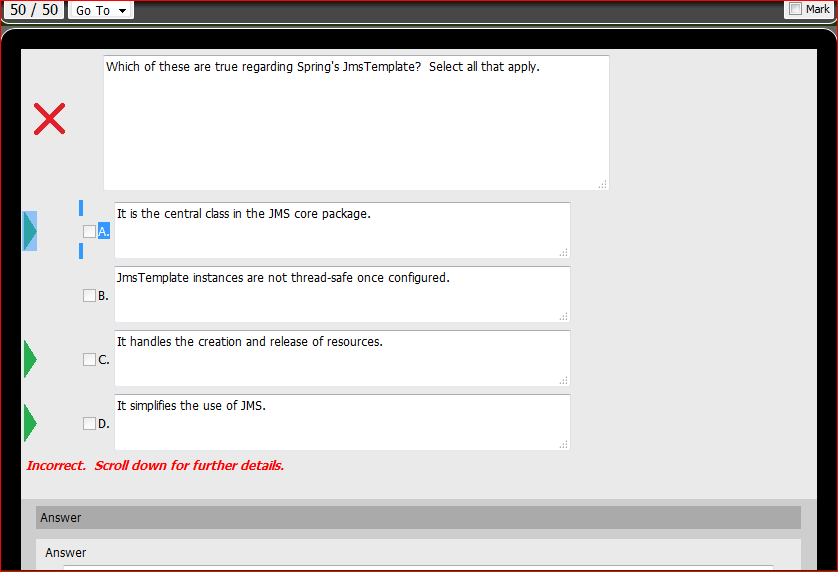 50 / 50 Go To Mark
Which of these are true regarding Spring's JmsTemplate?  Select all that apply.
A. It is the central class in the JMS core package.
B. JmsTemplate instances are not thread-safe once configured.
C. It handles the creation and release of resources.
D. It simplifies the use of JMS.
Incorrect.  Scroll down for further details.
Answer
Answer